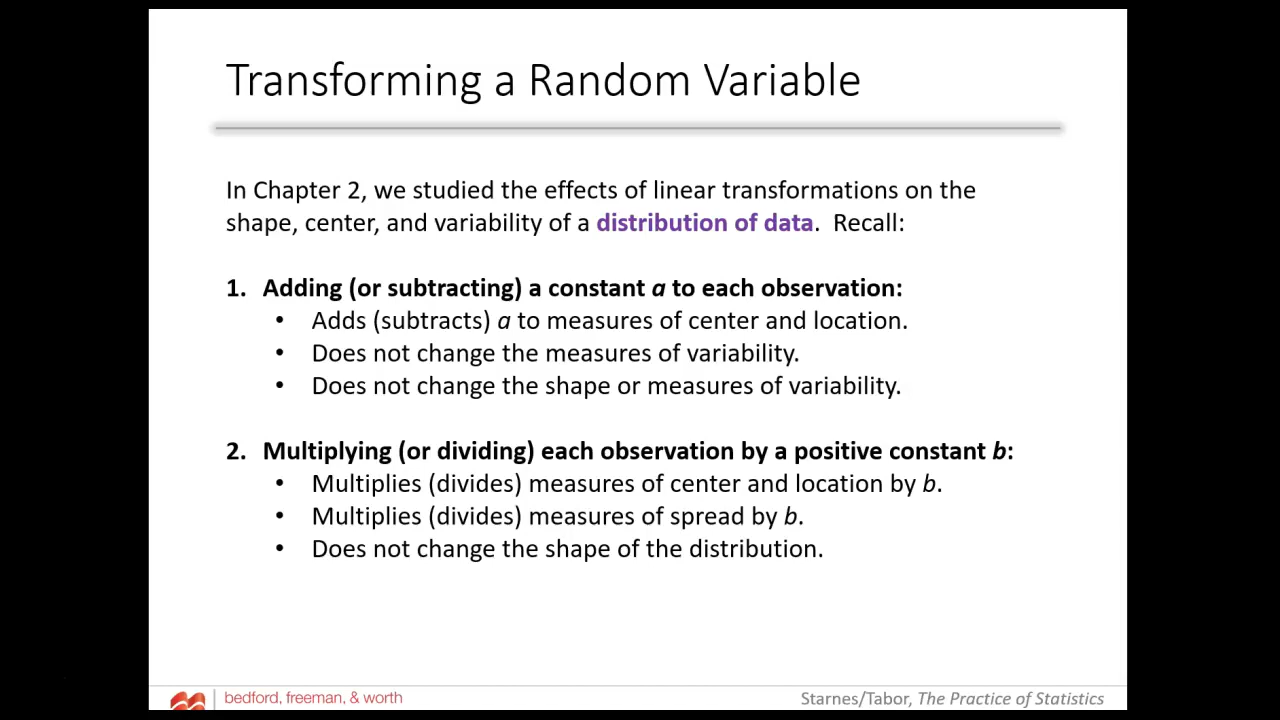 Transforming a Random Variable
In Chapter 2, we studied the effects of linear transformations on the
shape, center, and variability of a distribution of data. Recall:
1. Adding (or subtracting) a constant a to each observation:
• Adds (subtracts) a to measures of center and location.
• Does not change the measures of variability.
• Does not change the shape or measures of variability.
2. Multiplying (or dividing) each observation by a positive constant b:
• Multiplies (divides) measures of center and location by b.
• Multiplies (divides) measures of spread by b.
• Does not change the shape of the distribution.
bedford, freeman, & worth
Starnes/Tabor, The Practice of Statistics